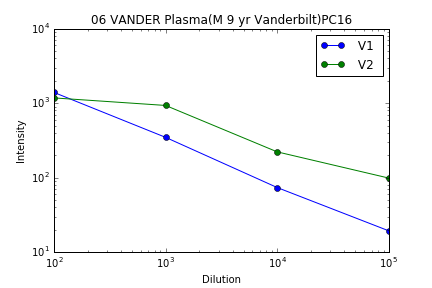 06 VANDER Plasma(M 9 yr Vanderbilt)PC16
10^4
10^3
10^2
10^1
Intensity
V1
V2
10^2 10^3 10^4 10^5
Dilution